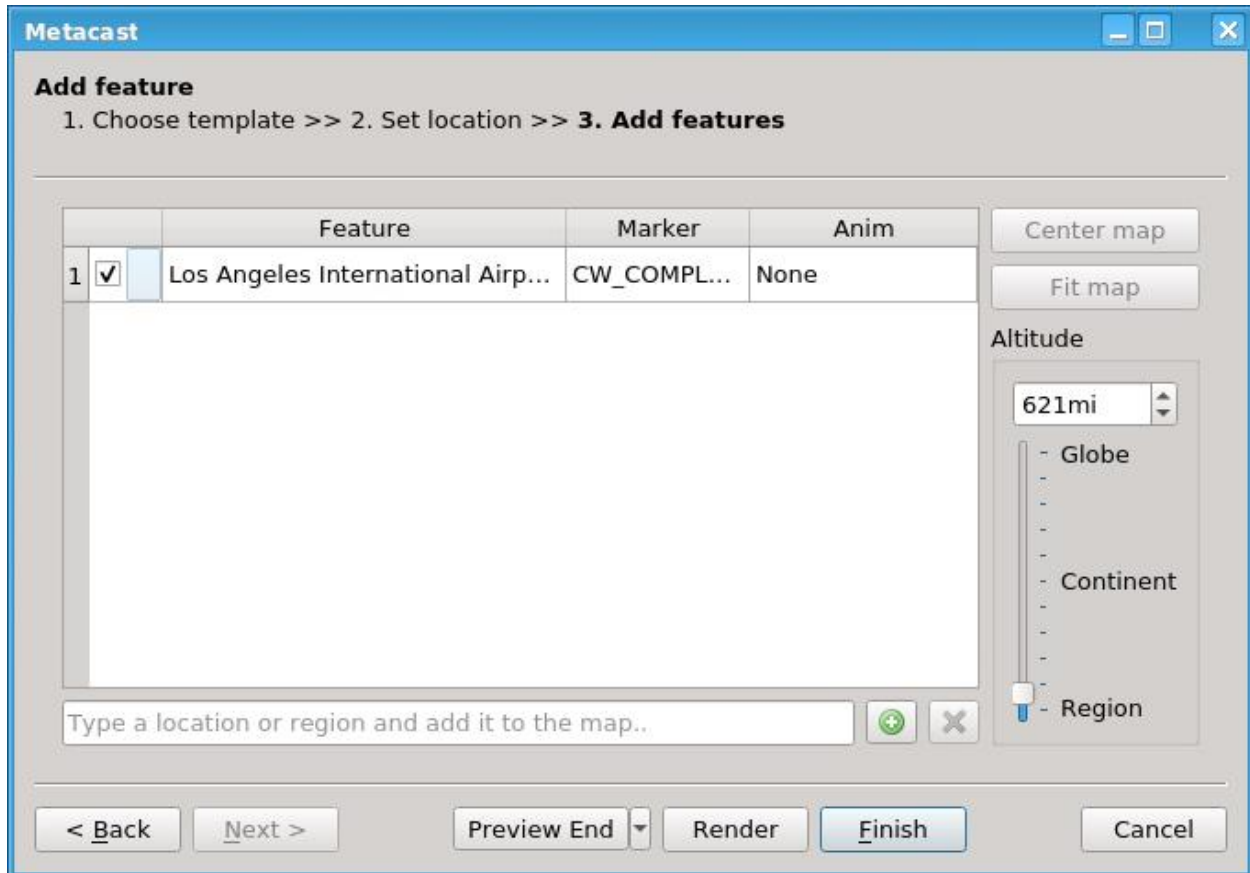 Metacast
Add feature
1. Choose template >> 2. Set location >> 3. Add features
Feature Marker Anim
1 Los Angeles International Airp... CW_COMPL... None
Center map
Fit map
Altitude
621mi
- Globe
- Continent
- Region
Type a location or region and add it to the map..
< Back Next > Preview End Render Finish Cancel